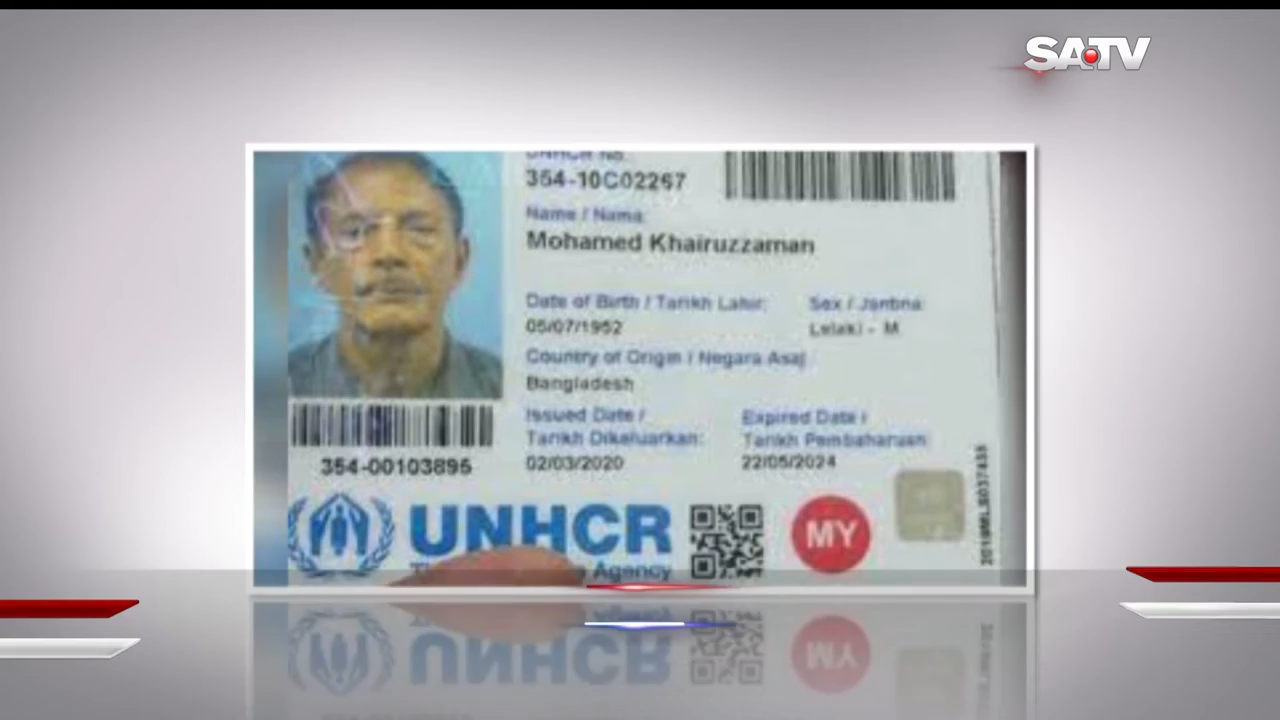 SATV
UNHCR No.:
354-10C02267
Name / Nama:
Mohamed Khairuzzaman
Date of Birth / Tarikh Lahir:
Sex / Jantina:
05/07/1952
Lelaki - M
Country of Origin / Negara Asal
Bangladesh
Issued Date /
Tarikh Dikeluarkan:
Expired Date /
Tarikh Pembaharuan
02/03/2020
22/05/2024
354-00103895
UNHCR
Agency
MY